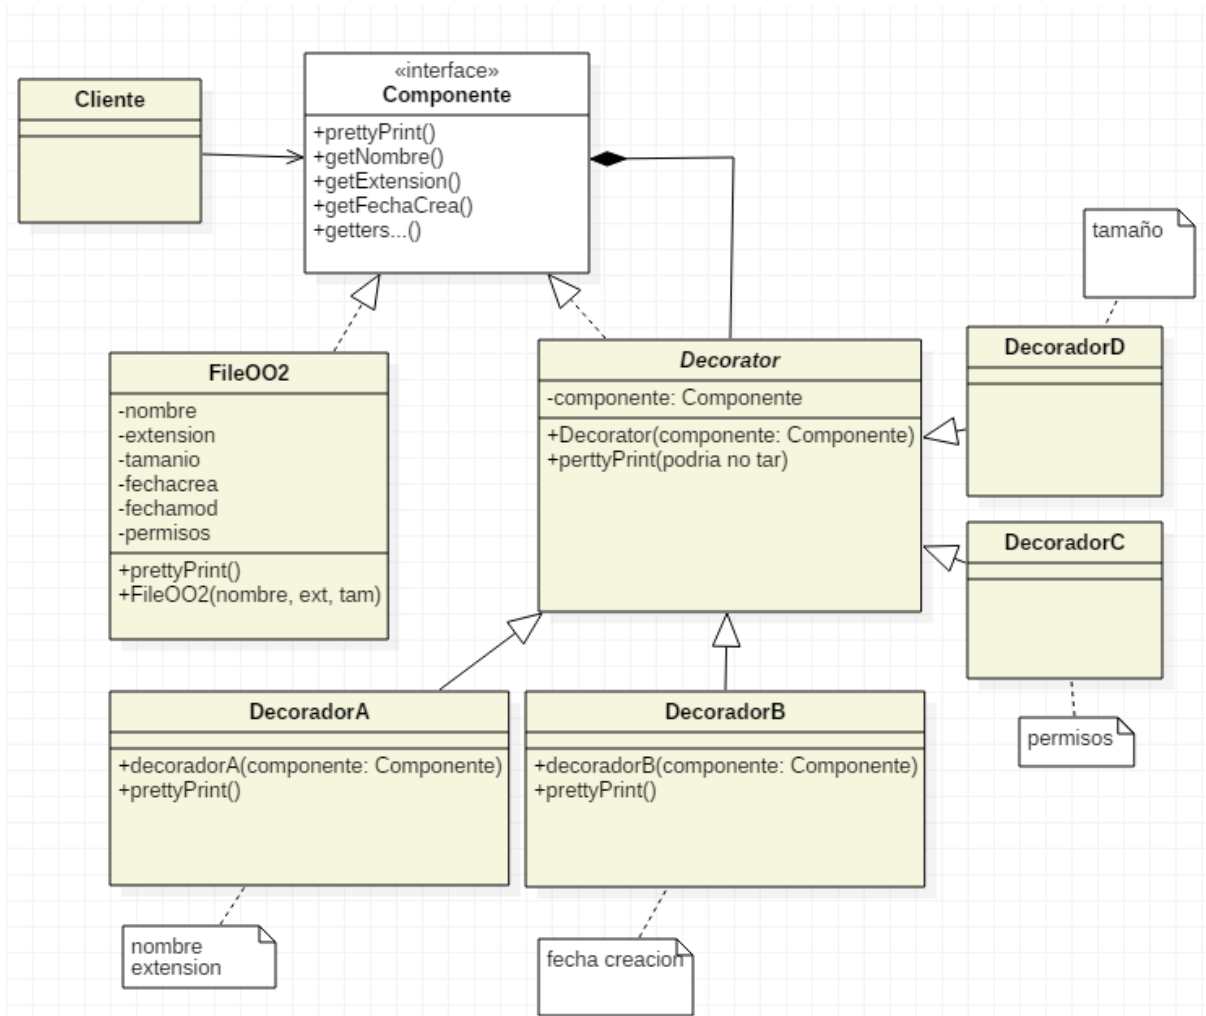 Cliente
«interface»
Componente
+prettyPrint()
+getNombre()
+getExtension()
+getFechaCrea()
+getters...()
tamaño
FileOO2
-nombre
-extension
-tamanio
-fechacrea
-fechamod
-permisos
+prettyPrint()
+FileOO2(nombre, ext, tam)
Decorator
-componente: Componente
+Decorator(componente: Componente)
+perttyPrint(podria no tar)
DecoradorD
DecoradorC
permisos
DecoradorA
+decoradorA(componente: Componente)
+prettyPrint()
DecoradorB
+decoradorB(componente: Componente)
+prettyPrint()
nombre
extension
fecha creacion